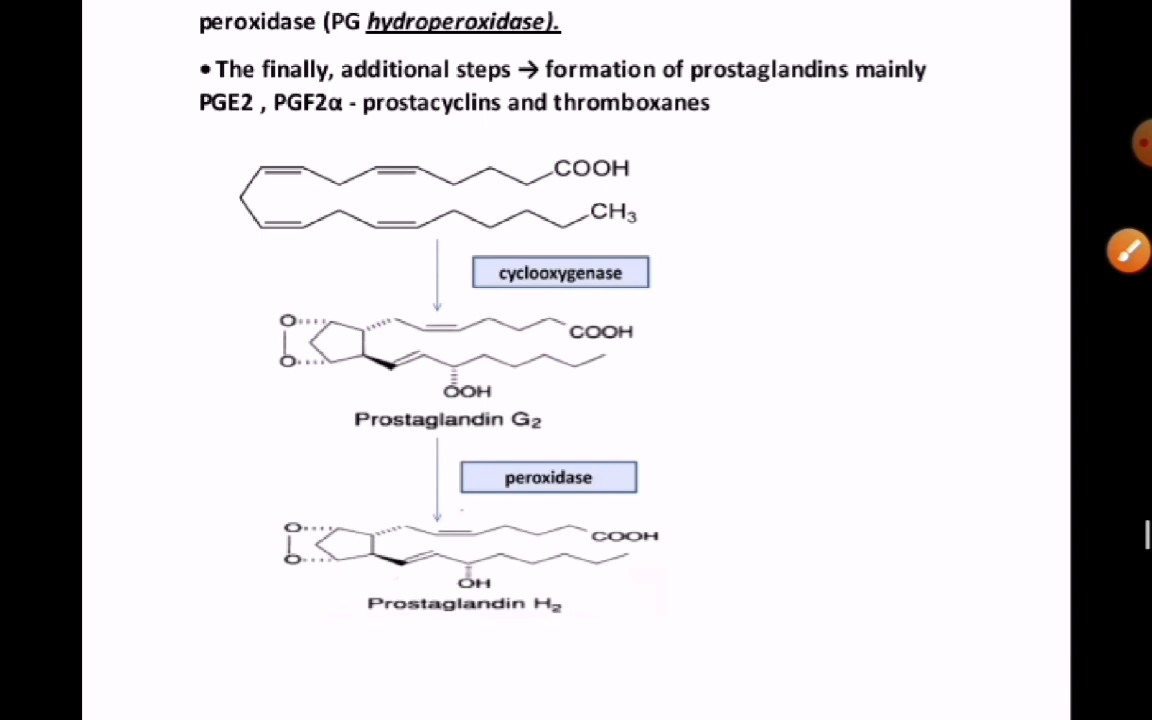 peroxidase (PG hydroperoxidase).
• The finally, additional steps → formation of prostaglandins mainly
PGE2 , PGF2α - prostacyclins and thromboxanes
COOH
CH3
cyclooxygenase
O
COOH
O
OOH
Prostaglandin G2
peroxidase
O
COOH
O
OH
Prostaglandin H2